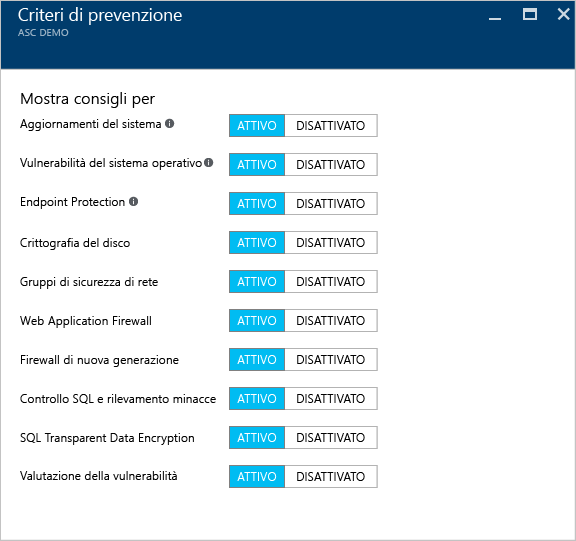 Criteri di prevenzione
ASC DEMO
Mostra consigli per
Aggiornamenti del sistema ATTIVO DISATTIVATO
Vulnerabilità del sistema operativo ATTIVO DISATTIVATO
Endpoint Protection ATTIVO DISATTIVATO
Crittografia del disco ATTIVO DISATTIVATO
Gruppi di sicurezza di rete ATTIVO DISATTIVATO
Web Application Firewall ATTIVO DISATTIVATO
Firewall di nuova generazione ATTIVO DISATTIVATO
Controllo SQL e rilevamento minacce ATTIVO DISATTIVATO
SQL Transparent Data Encryption ATTIVO DISATTIVATO
Valutazione della vulnerabilità ATTIVO DISATTIVATO